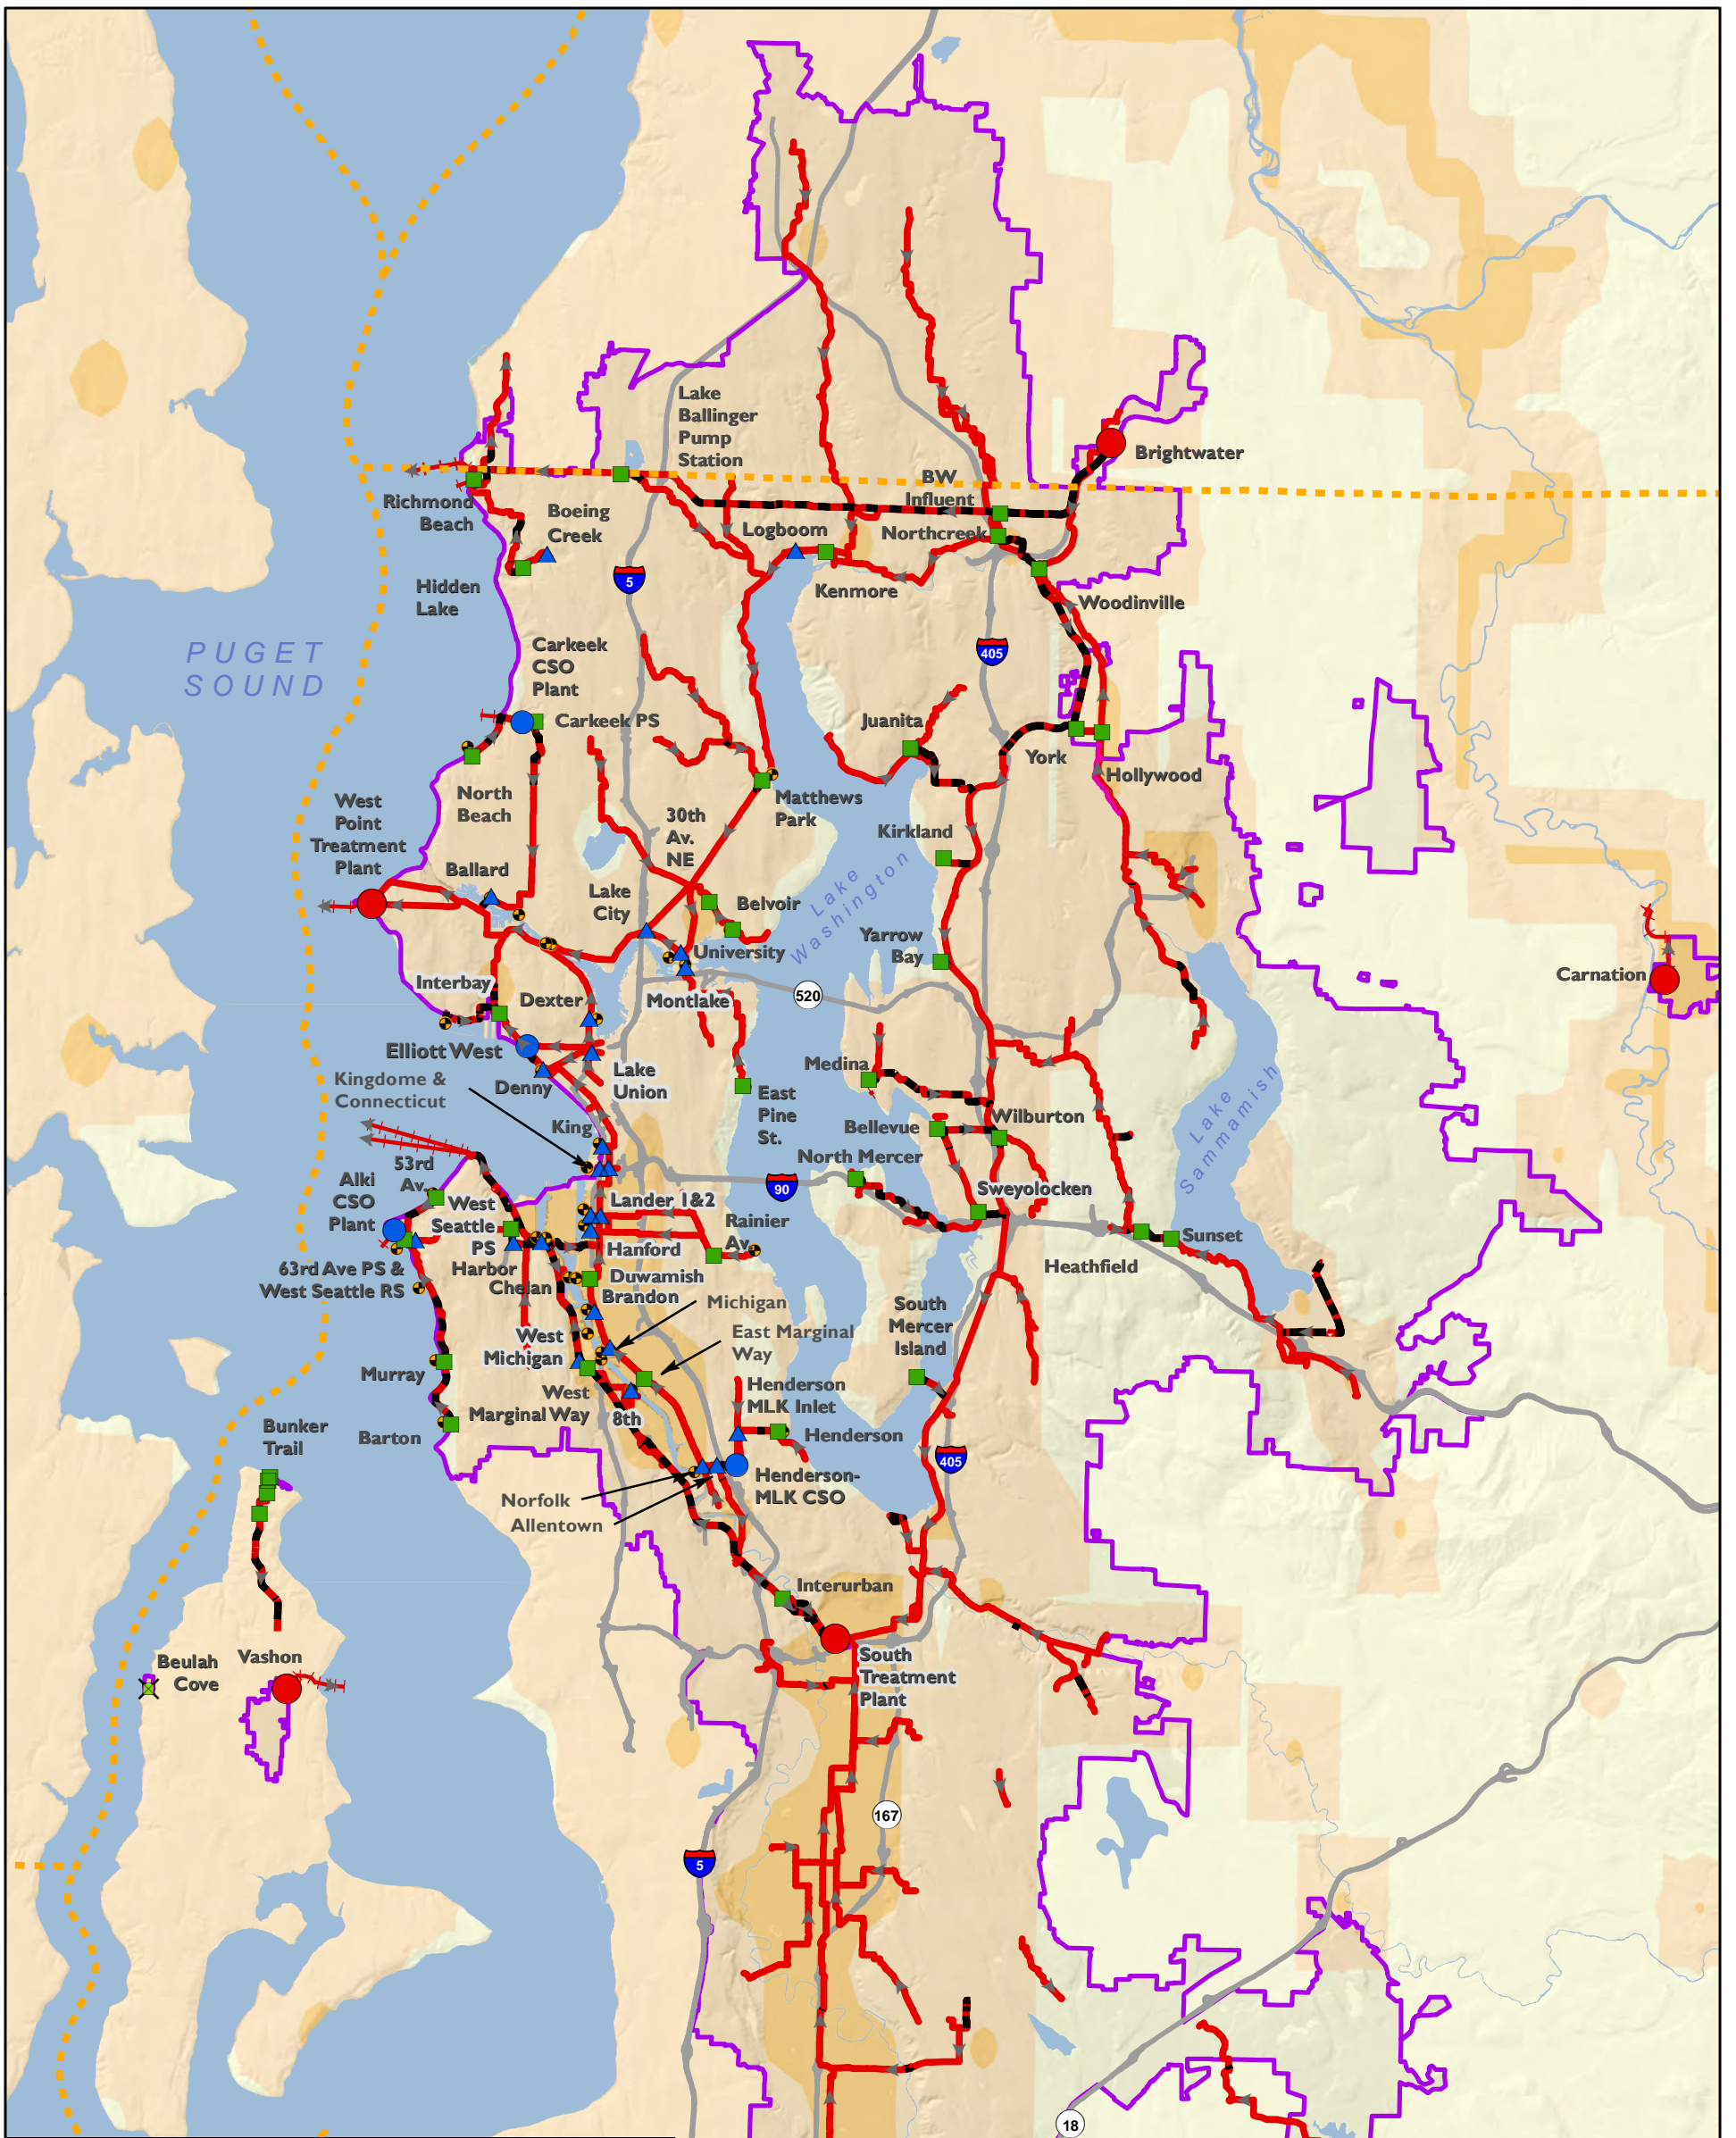 Lake
Ballinger
Pump
Station
Brightwater
BW
Influent
Richmond
Beach
Boeing
Creek
Logboom
Northcreek
5
Hidden
Lake
Kenmore
Woodinville
PUGET
SOUND
405
Carkeek
CSO
Plant
Carkeek PS
Juanita
York
Hollywood
North
Beach
Matthews
Park
West
Point
Treatment
Plant
30th
Av.
NE
Kirkland
Ballard
Lake
City
Belvoir
Lake
Washington
Yarrow
Bay
University
Carnation
Interbay
Dexter
Montlake
520
Elliott West
Kingdome &
Connecticut
Denny
Lake
Union
East
Pine
St.
Medina
Lake
Sammamish
King
Bellevue
Wilburton
North Mercer
53rd
Av.
90
Sweyolocken
Alki
CSO
Plant
West
Seattle
PS
Lander 1&2
Rainier
Av.
Hanford
Sunset
63rd Ave PS &
West Seattle RS
Harbor
Chelan
Duwamish
Brandon
Heathfield
Michigan
East Marginal
Way
South
Mercer
Island
West
Michigan
Murray
West
Marginal Way
8th
Henderson
MLK Inlet
Henderson
Bunker
Trail
Barton
405
Henderson-
MLK CSO
Norfolk
Allentown
Interurban
Beulah
Cove
Vashon
South
Treatment
Plant
167
5
18